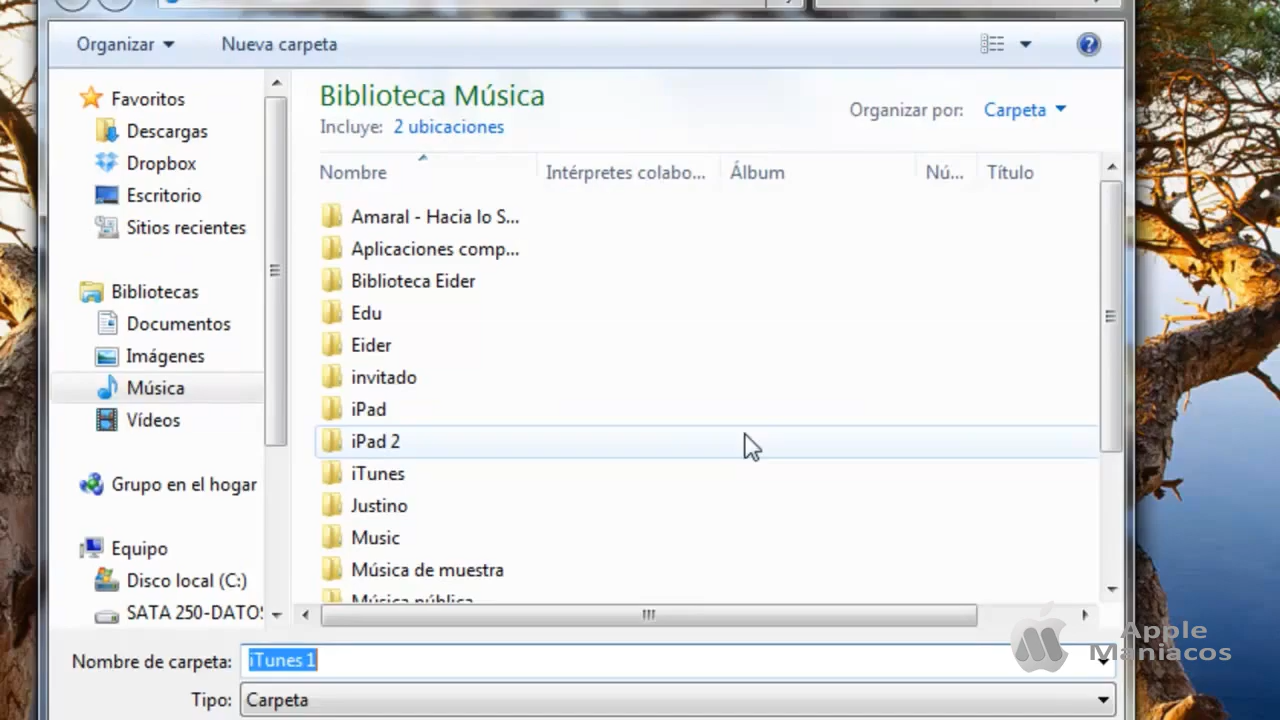 Organizar
Nueva carpeta
Favoritos
Descargas
Dropbox
Escritorio
Sitios recientes
Bibliotecas
Documentos
Imágenes
Música
Vídeos
Grupo en el hogar
Equipo
Disco local (C:)
SATA 250-DATOS
Biblioteca Música
Incluye: 2 ubicaciones
Organizar por: Carpeta
Nombre Intérpretes colabo... Álbum Nú... Título
Amaral - Hacia lo S...
Aplicaciones comp...
Biblioteca Eider
Edu
Eider
invitado
iPad
iPad 2
iTunes
Justino
Music
Música de muestra
Música pública
Nombre de carpeta: iTunes 1
Tipo: Carpeta
Apple
Maniacos